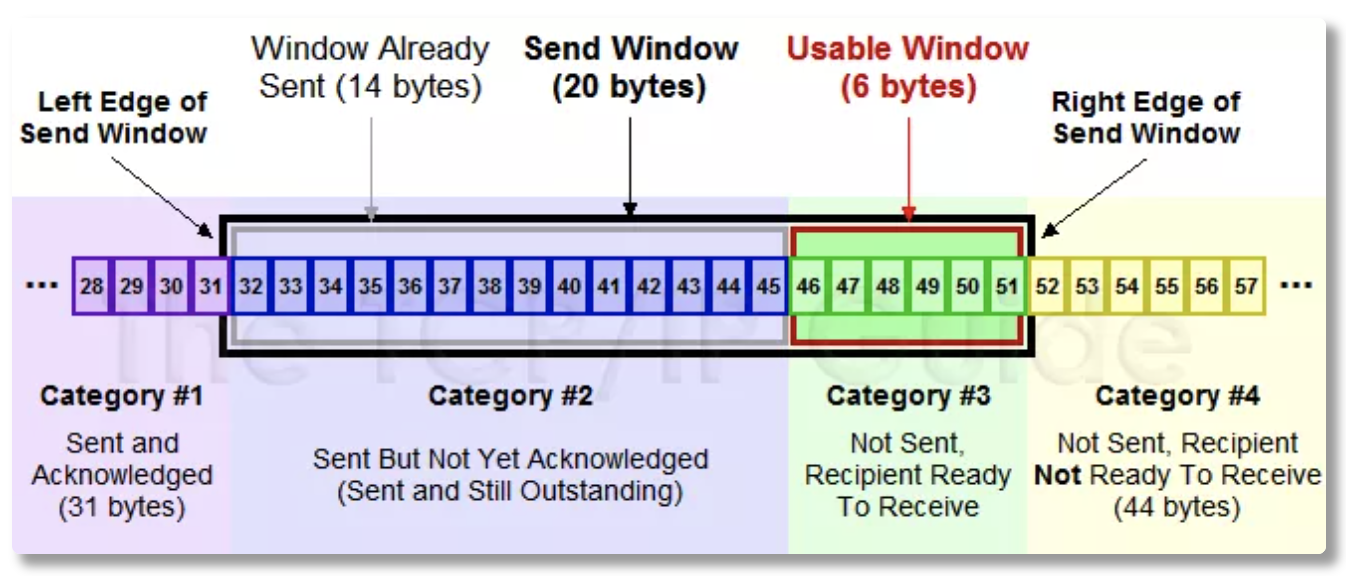 Window Already
Sent (14 bytes)
Send Window
(20 bytes)
Usable Window
(6 bytes)
Left Edge of
Send Window
Right Edge of
Send Window
... 28 29 30 31 32 33 34 35 36 37 38 39 40 41 42 43 44 45 46 47 48 49 50 51 52 53 54 55 56 57 ...
The TCP/IP Guide
Category #1
Sent and
Acknowledged
(31 bytes)
Category #2
Sent But Not Yet Acknowledged
(Sent and Still Outstanding)
Category #3
Not Sent,
Recipient Ready
To Receive
Category #4
Not Sent, Recipient
Not Ready To Receive
(44 bytes)